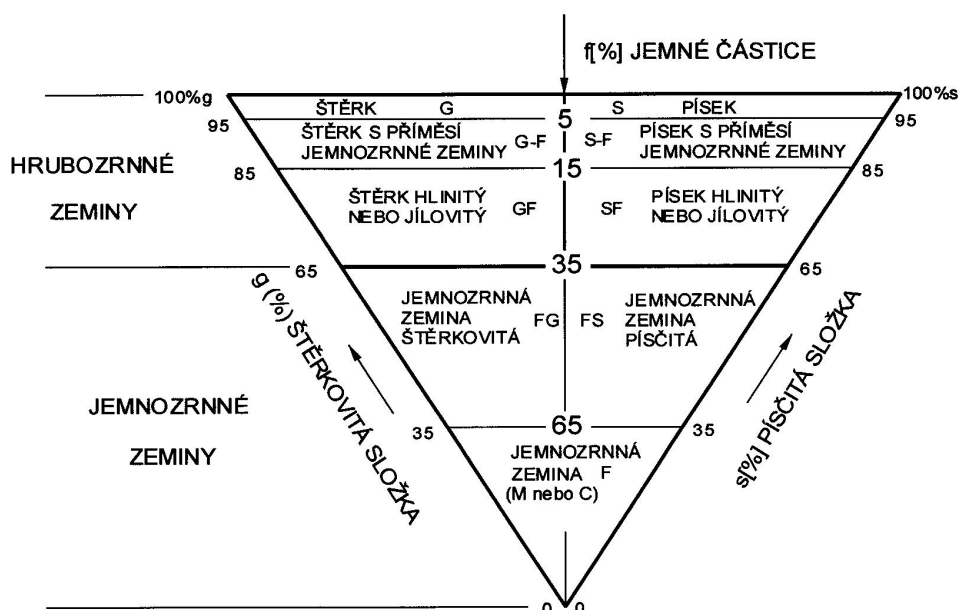 f[%] JEMNÉ ČÁSTICE
100%g
100%s
ŠTĚRK G
S PÍSEK
95
5
95
ŠTĚRK S PŘÍMĚSÍ
JEMNOZRNNÉ ZEMINY
G-F
S-F
PÍSEK S PŘÍMĚSÍ
JEMNOZRNNÉ ZEMINY
85
15
85
HRUBOZRNNÉ
ZEMINY
ŠTĚRK HLINITÝ
NEBO JÍLOVITÝ
GF
SF
PÍSEK HLINITÝ
NEBO JÍLOVITÝ
65
35
65
g (%) ŠTĚRKOVITÁ SLOŽKA
JEMNOZRNNÁ
ZEMINA
ŠTĚRKOVITÁ
FG
FS
JEMNOZRNNÁ
ZEMINA
PÍSČITÁ
s[%] PÍSČITÁ SLOŽKA
JEMNOZRNNÉ
ZEMINY
35
65
35
JEMNOZRNNÁ
ZEMINA F
(M nebo C)
0
0